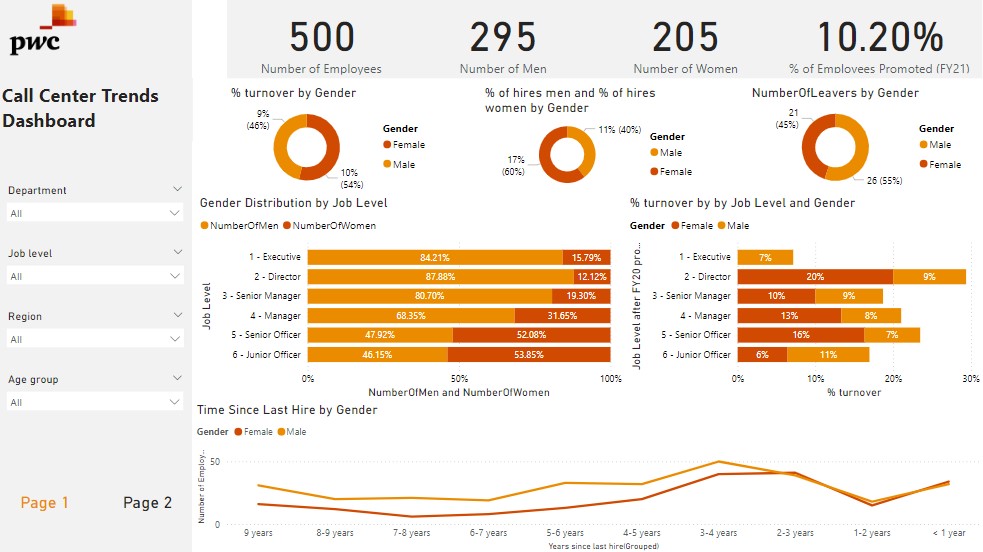 pwc
Call Center Trends
Dashboard
Department
All
Job level
All
Region
All
Age group
All
Page 1
Page 2
500
Number of Employees
295
Number of Men
205
Number of Women
10.20%
% of Employees Promoted (FY21)
% turnover by Gender
9%
(46%)
10%
(54%)
Gender
Female
Male
% of hires men and % of hires
women by Gender
11% (40%)
17%
(60%)
Gender
Male
Female
NumberOfLeavers by Gender
21
(45%)
26 (55%)
Gender
Male
Female
Gender Distribution by Job Level
NumberOfMen NumberOfWomen
Job Level
1 - Executive 84.21% 15.79%
2 - Director 87.88% 12.12%
3 - Senior Manager 80.70% 19.30%
4 - Manager 68.35% 31.65%
5 - Senior Officer 47.92% 52.08%
6 - Junior Officer 46.15% 53.85%
0% 50% 100%
NumberOfMen and NumberOfWomen
% turnover by by Job Level and Gender
Gender Female Male
Job Level after FY20 pro...
1 - Executive 7%
2 - Director 20% 9%
3 - Senior Manager 10% 9%
4 - Manager 13% 8%
5 - Senior Officer 16% 7%
6 - Junior Officer 6% 11%
0% 10% 20% 30%
% turnover
Time Since Last Hire by Gender
Gender Female Male
Number of Employ...
50
0
9 years 8-9 years 7-8 years 6-7 years 5-6 years 4-5 years 3-4 years 2-3 years 1-2 years < 1 year
Years since last hire(Grouped)